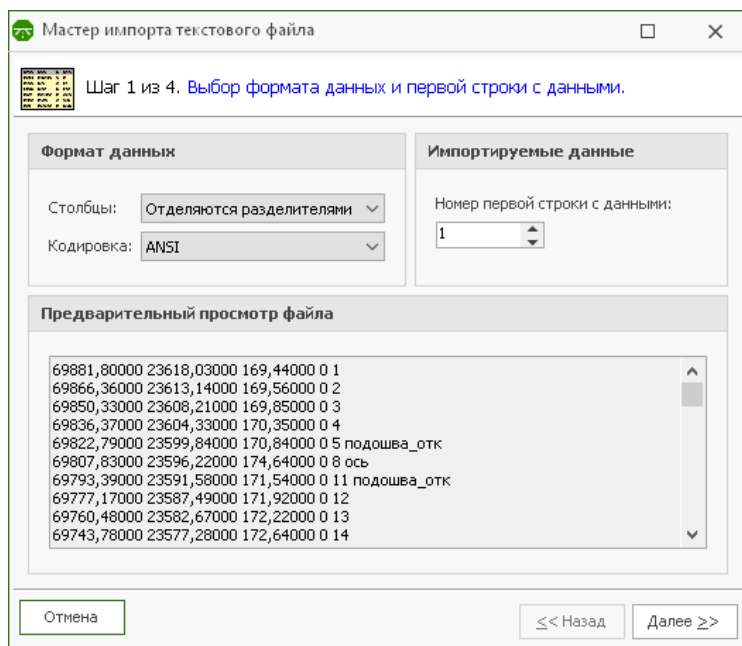 Мастер импорта текстового файла
Шаг 1 из 4. Выбор формата данных и первой строки с данными.
Формат данных
Столбцы: Отделяются разделителями
Кодировка: ANSI
Импортируемые данные
Номер первой строки с данными:
1
Предварительный просмотр файла
69881,80000 23618,03000 169,44000 0 1
69866,36000 23613,14000 169,56000 0 2
69850,33000 23608,21000 169,85000 0 3
69836,37000 23604,33000 170,35000 0 4
69822,79000 23599,84000 170,84000 0 5 подошва_отк
69807,83000 23596,22000 174,64000 0 8 ось
69793,39000 23591,58000 171,54000 0 11 подошва_отк
69777,17000 23587,49000 171,92000 0 12
69760,48000 23582,67000 172,22000 0 13
69743,78000 23577,28000 172,64000 0 14
Отмена
<< Назад
Далее >>